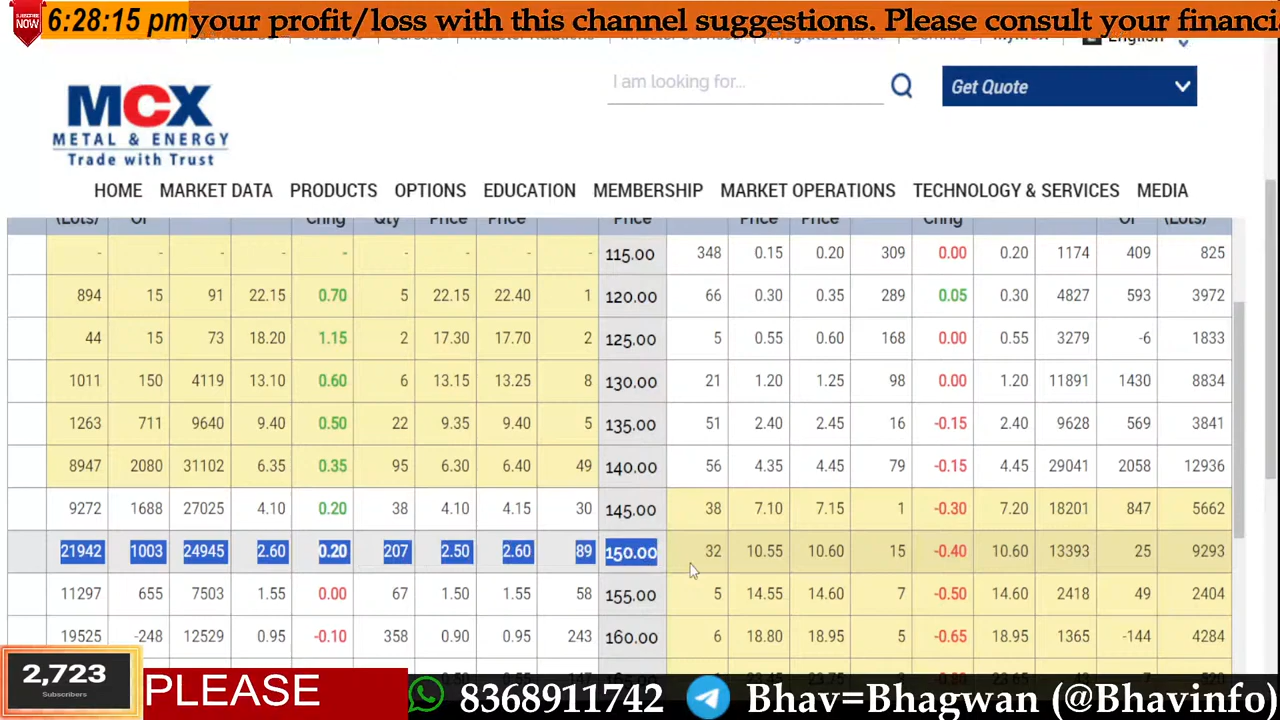 SUBSCRIBE NOW 6:28:15 pm your profit/loss with this channel suggestions. Please consult your financi
English
MCX
METAL & ENERGY
Trade with Trust
I am looking for...
Get Quote
HOME MARKET DATA PRODUCTS OPTIONS EDUCATION MEMBERSHIP MARKET OPERATIONS TECHNOLOGY & SERVICES MEDIA
(Lots) OI Chng Qty Price Price Price Price Price Chng OI (Lots)
- - - - - - - - - 115.00 348 0.15 0.20 309 0.00 0.20 1174 409 825
894 15 91 22.15 0.70 5 22.15 22.40 1 120.00 66 0.30 0.35 289 0.05 0.30 4827 593 3972
44 15 73 18.20 1.15 2 17.30 17.70 2 125.00 5 0.55 0.60 168 0.00 0.55 3279 -6 1833
1011 150 4119 13.10 0.60 6 13.15 13.25 8 130.00 21 1.20 1.25 98 0.00 1.20 11891 1430 8834
1263 711 9640 9.40 0.50 22 9.35 9.40 5 135.00 51 2.40 2.45 16 -0.15 2.40 9628 569 3841
8947 2080 31102 6.35 0.35 95 6.30 6.40 49 140.00 56 4.35 4.45 79 -0.15 4.45 29041 2058 12936
9272 1688 27025 4.10 0.20 38 4.10 4.15 30 145.00 38 7.10 7.15 1 -0.30 7.20 18201 847 5662
21942 1003 24945 2.60 0.20 207 2.50 2.60 89 150.00 32 10.55 10.60 15 -0.40 10.60 13393 25 9293
11297 655 7503 1.55 0.00 67 1.50 1.55 58 155.00 5 14.55 14.60 7 -0.50 14.60 2418 49 2404
19525 -248 12529 0.95 -0.10 358 0.90 0.95 243 160.00 6 18.80 18.95 5 -0.65 18.95 1365 -144 4284
2,723
Subscribers
PLEASE 8368911742 Bhav=Bhagwan (@Bhavinfo)